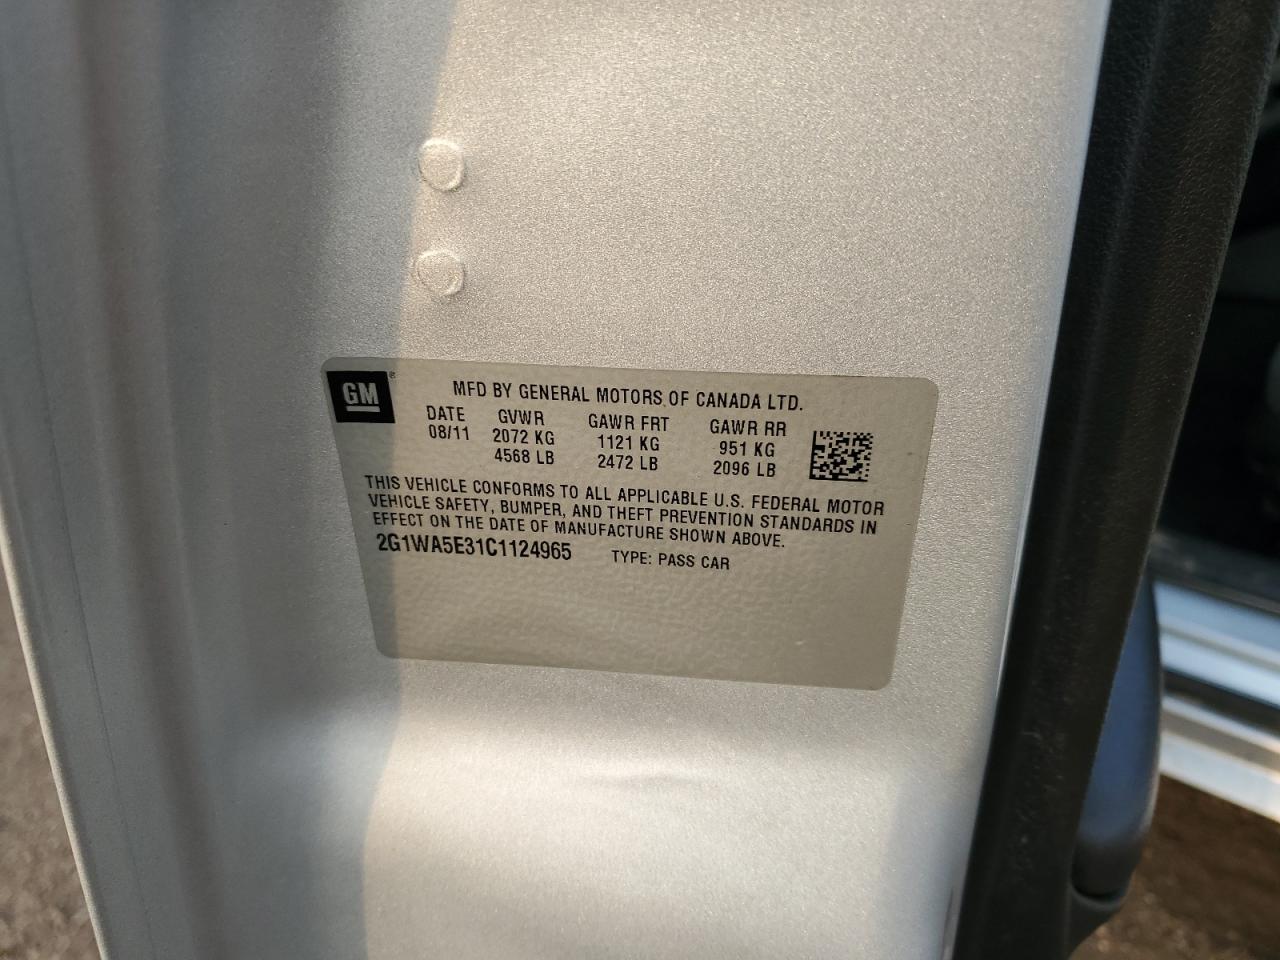 GM®
MFD BY GENERAL MOTORS OF CANADA LTD.
DATE GVWR GAWR FRT GAWR RR
08/11 2072 KG 1121 KG 951 KG
4568 LB 2472 LB 2096 LB
THIS VEHICLE CONFORMS TO ALL APPLICABLE U.S. FEDERAL MOTOR
VEHICLE SAFETY, BUMPER, AND THEFT PREVENTION STANDARDS IN
EFFECT ON THE DATE OF MANUFACTURE SHOWN ABOVE.
2G1WA5E31C1124965 TYPE: PASS CAR